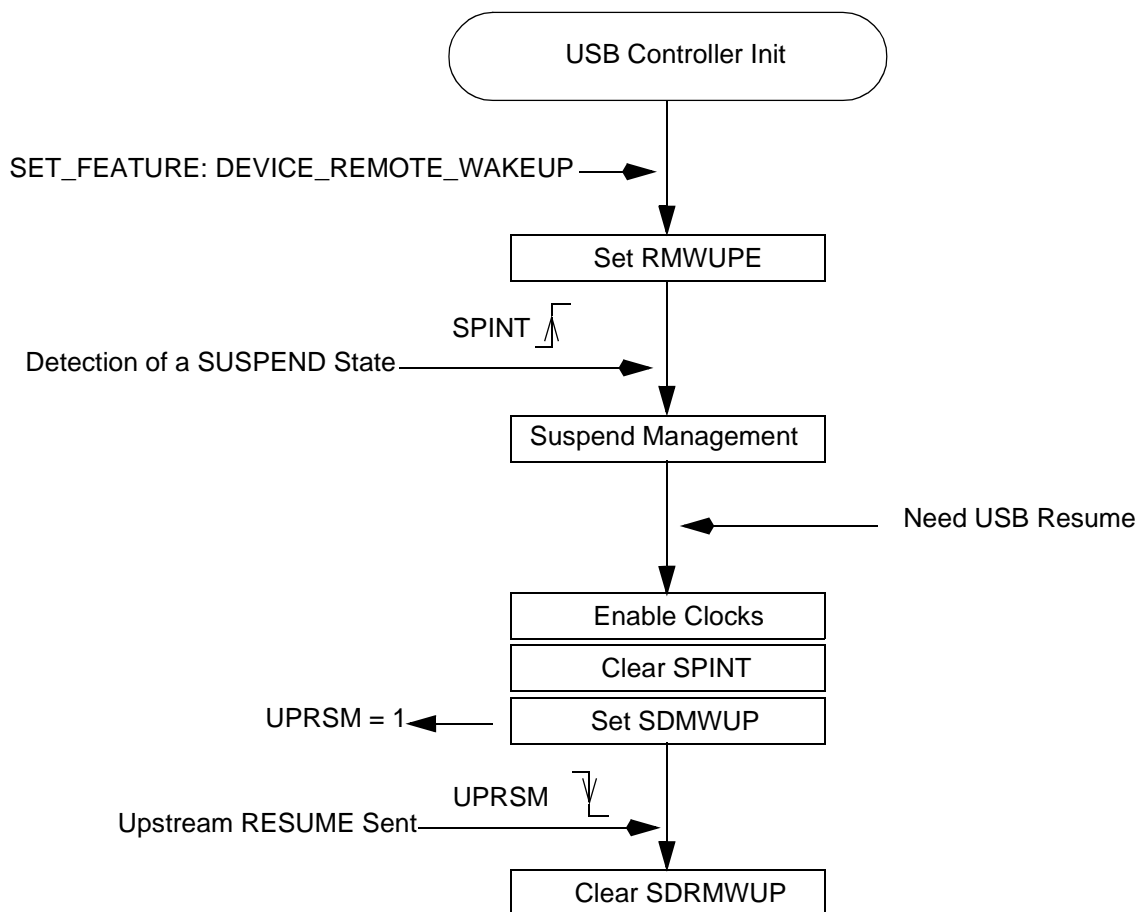 USB Controller Init
SET_FEATURE: DEVICE_REMOTE_WAKEUP
Set RMWUPE
SPINT
Detection of a SUSPEND State
Suspend Management
Need USB Resume
Enable Clocks
Clear SPINT
UPRSM = 1
Set SDMWUP
UPRSM
Upstream RESUME Sent
Clear SDRMWUP